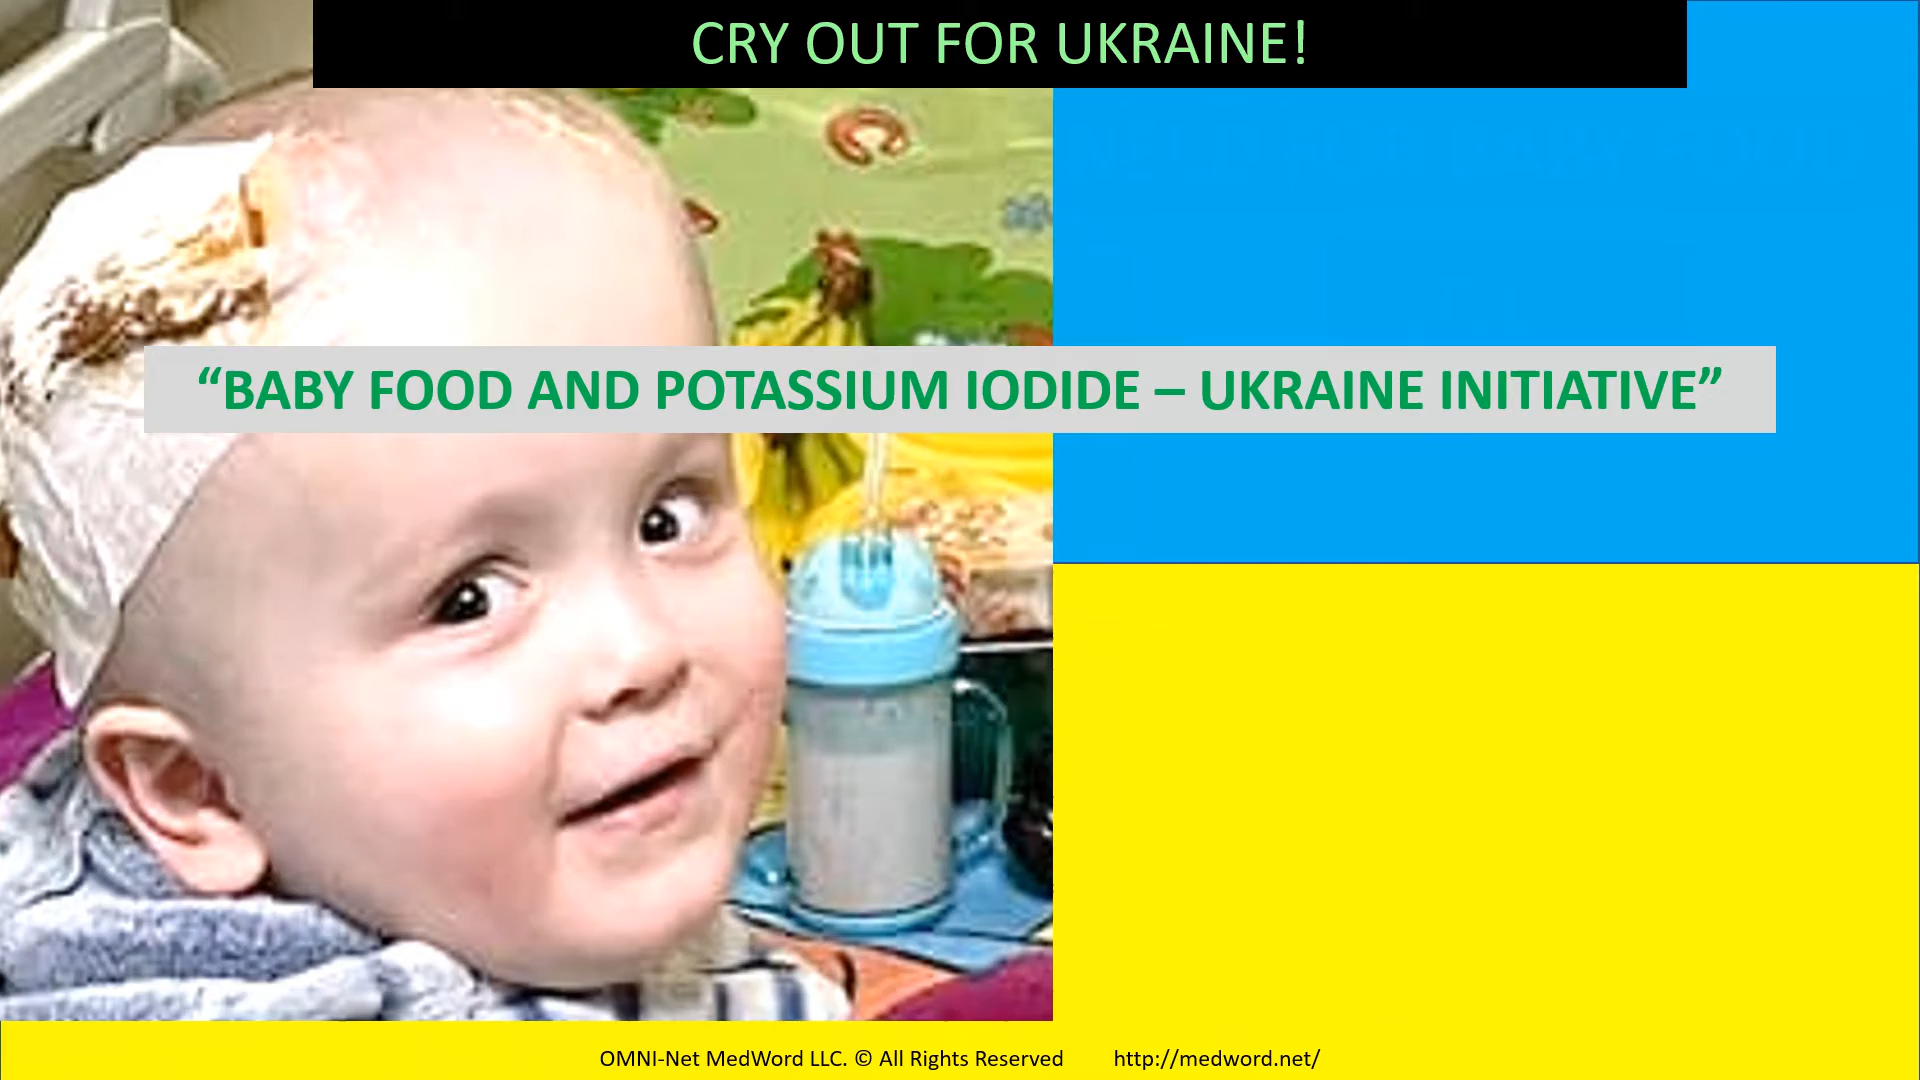 CRY OUT FOR UKRAINE!
“BABY FOOD AND POTASSIUM IODIDE – UKRAINE INITIATIVE”
OMNI-Net MedWord LLC. © All Rights Reserved http://medword.net/